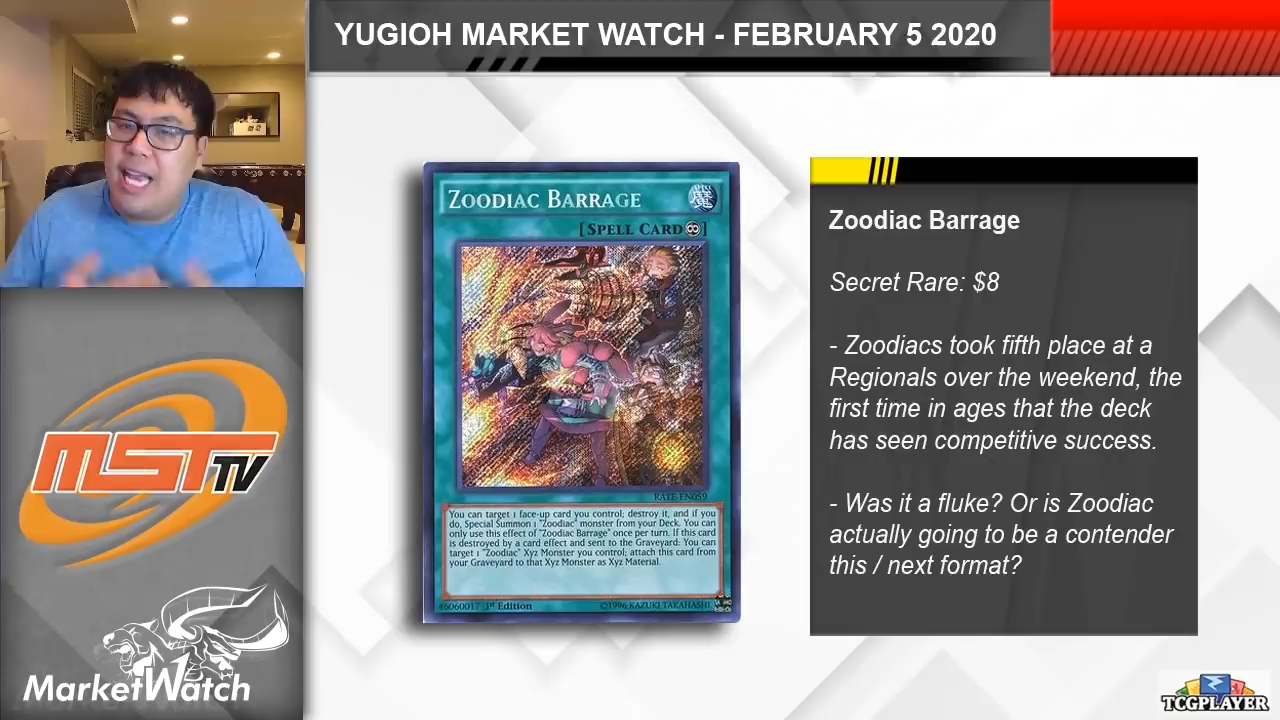 YUGIOH MARKET WATCH - FEBRUARY 5 2020
ZOODIAC BARRAGE
魔
[SPELL CARD]
RATE-EN059
You can target 1 face-up card you control; destroy it, and if you
do, Special Summon 1 "Zoodiac" monster from your Deck. You can
only use this effect of "Zoodiac Barrage" once per turn. If this card
is destroyed by a card effect and sent to the Graveyard: You can
target 1 "Zoodiac" Xyz Monster you control; attach this card from
your Graveyard to that Xyz Monster as Xyz Material.
46060017 1st Edition ©1996 KAZUKI TAKAHASHI
Zoodiac Barrage
Secret Rare: $8
- Zoodiacs took fifth place at a
Regionals over the weekend, the
first time in ages that the deck
has seen competitive success.
- Was it a fluke? Or is Zoodiac
actually going to be a contender
this / next format?
MST TV
MarketWatch
TCGPLAYER